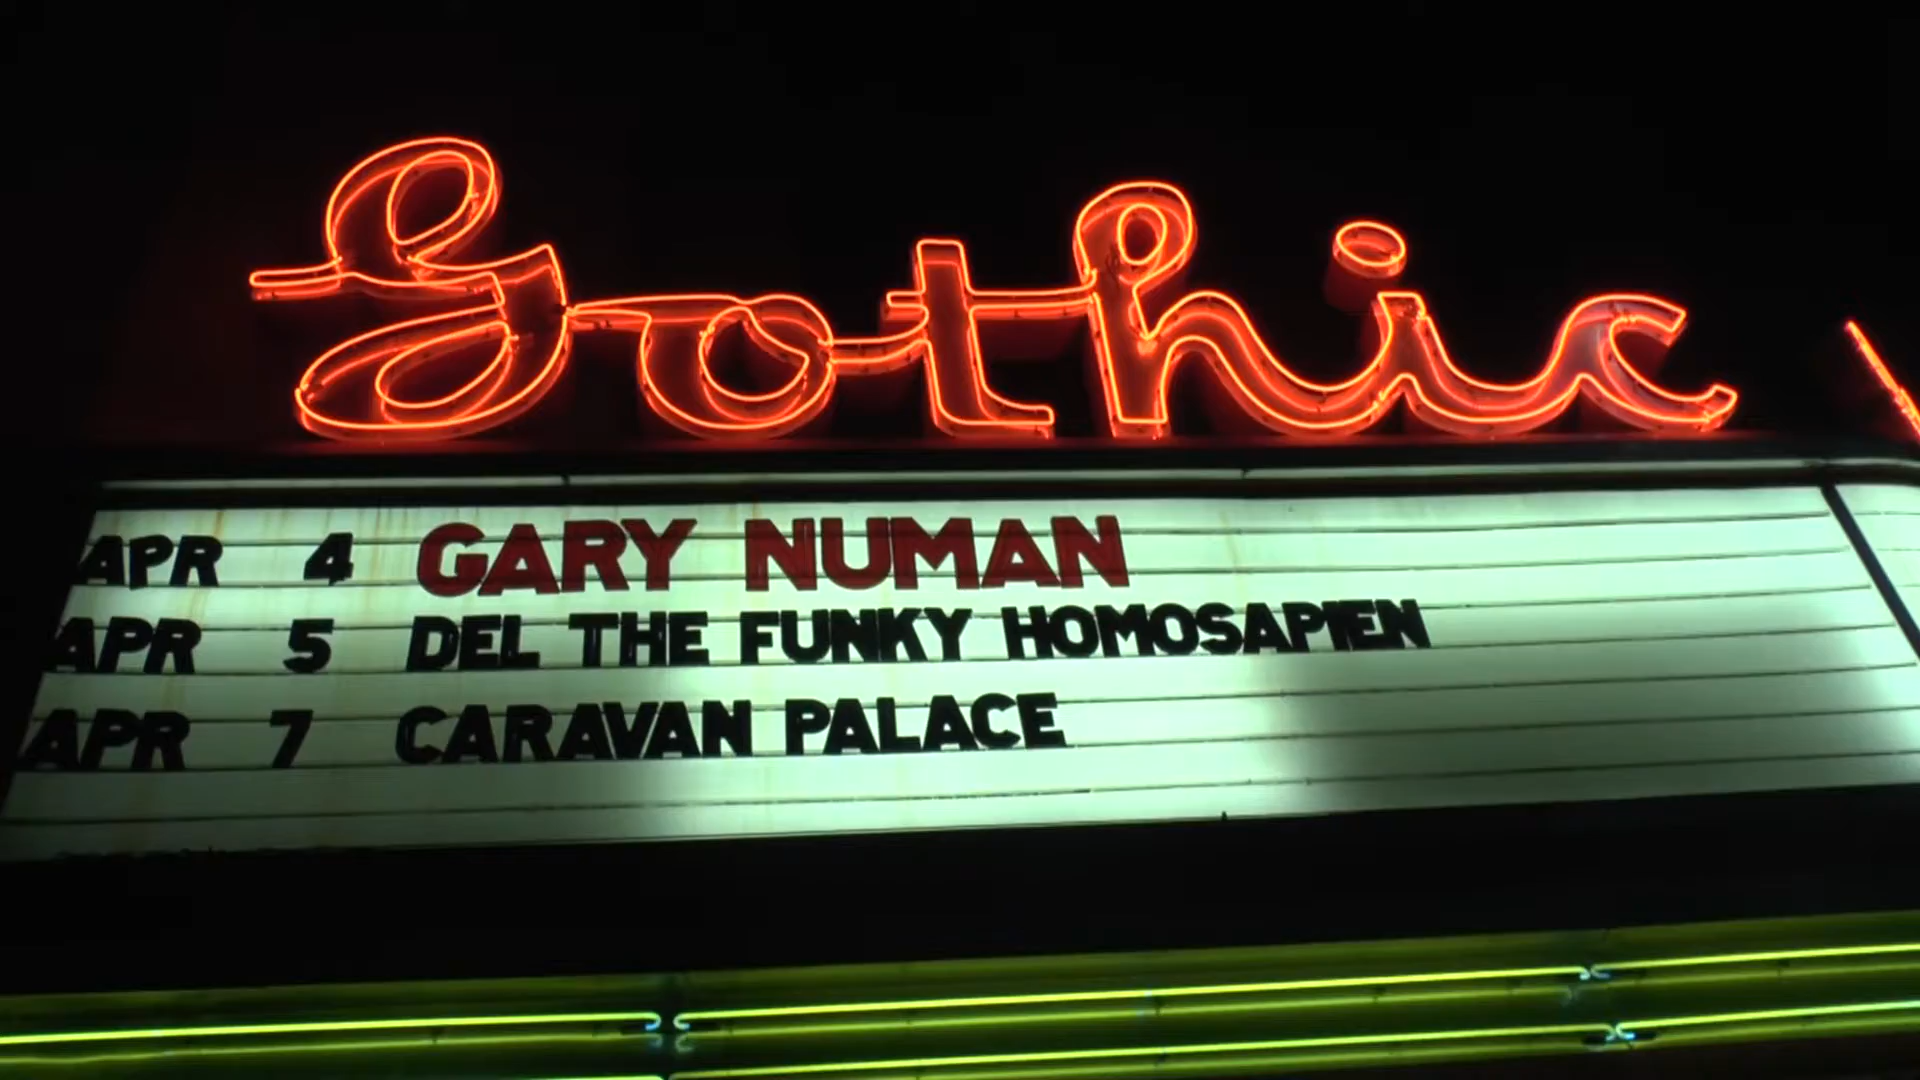 Gothic
APR 4 GARY NUMAN
APR 5 DEL THE FUNKY HOMOSAPIEN
APR 7 CARAVAN PALACE